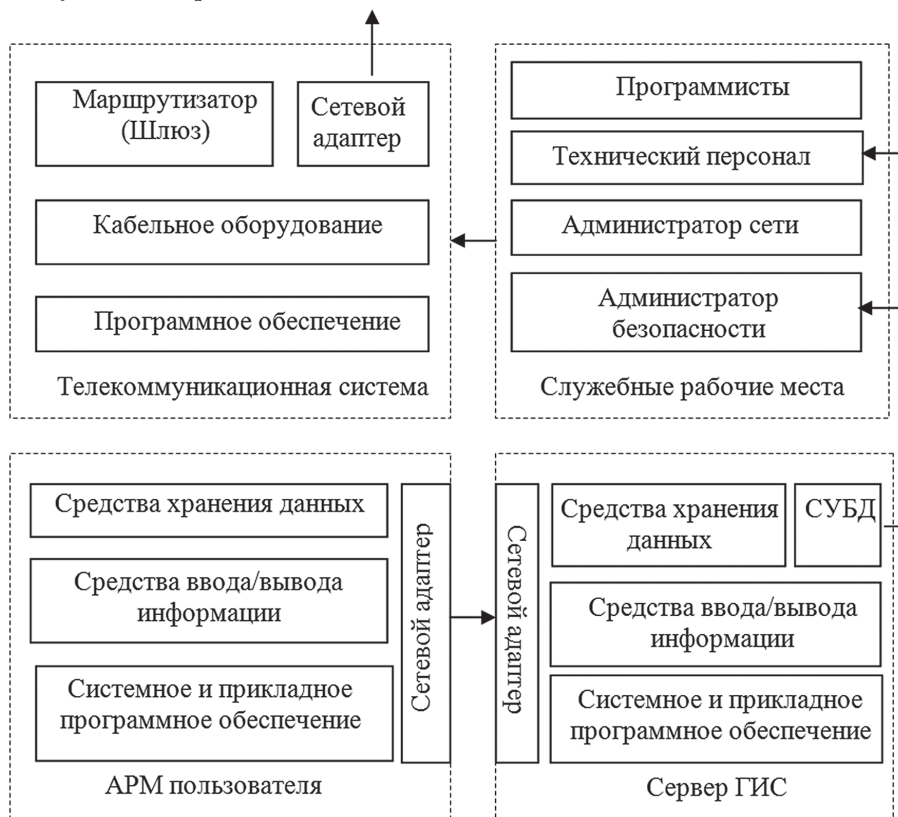 Маршрутизатор
(Шлюз)
Сетевой
адаптер
Кабельное оборудование
Программное обеспечение
Телекоммуникационная система
Программисты
Технический персонал
Администратор сети
Администратор
безопасности
Служебные рабочие места
Средства хранения данных
Средства ввода/вывода
информации
Системное и прикладное
программное обеспечение
Сетевой адаптер
АРМ пользователя
Сетевой адаптер
Средства хранения
данных
СУБД
Средства ввода/вывода
информации
Системное и прикладное
программное обеспечение
Сервер ГИС